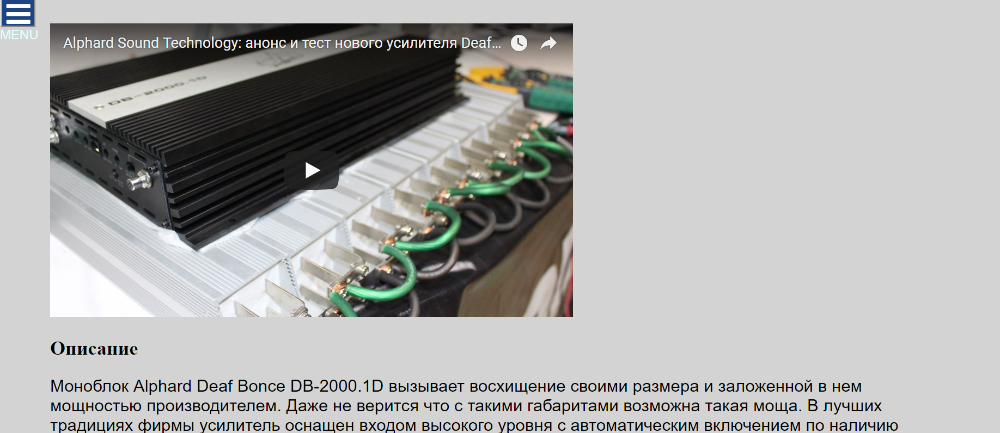 MENU
Alphard Sound Technology: анонс и тест нового усилителя Deaf...
DB-2000.1D
Описание
Моноблок Alphard Deaf Bonce DB-2000.1D вызывает восхищение своими размера и заложенной в нем
мощностью производителем. Даже не верится что с такими габаритами возможна такая моща. В лучших
традициях фирмы усилитель оснащен входом высокого уровня с автоматическим включением по наличию